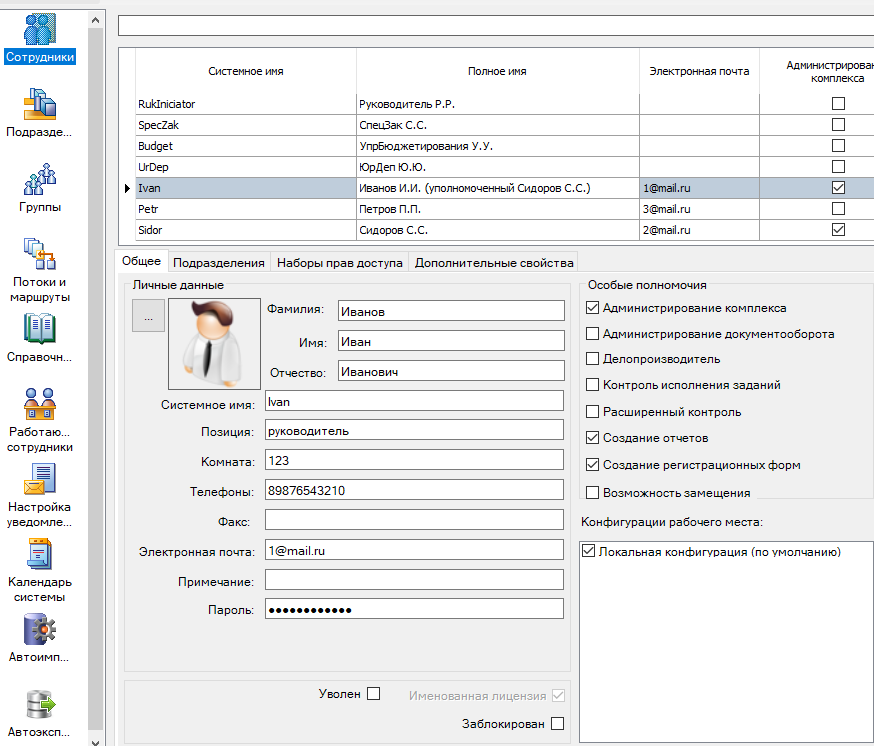 Сотрудники
Подразде...
Группы
Потоки и
маршруты
Справочн...
Работаю...
сотрудники
Настройка
уведомле...
Календарь
системы
Автоимп...
Автоэксп...
Системное имя Полное имя Электронная почта Администрирован
комплекса
RukIniciator Руководитель Р.Р.
SpecZak СпецЗак С.С.
Budget УпрБюджетирования У.У.
UrDep ЮрДеп Ю.Ю.
Ivan Иванов И.И. (уполномоченный Сидоров С.С.) 1@mail.ru
Petr Петров П.П. 3@mail.ru
Sidor Сидоров С.С. 2@mail.ru
Общее Подразделения Наборы прав доступа Дополнительные свойства
Личные данные
...
Фамилия: Иванов
Имя: Иван
Отчество: Иванович
Системное имя: Ivan
Позиция: руководитель
Комната: 123
Телефоны: 89876543210
Факс:
Электронная почта: 1@mail.ru
Примечание:
Пароль: ●●●●●●●●●●●●
Уволен Именованная лицензия
Заблокирован
Особые полномочия
Администрирование комплекса
Администрирование документооборота
Делопроизводитель
Контроль исполнения заданий
Расширенный контроль
Создание отчетов
Создание регистрационных форм
Возможность замещения
Конфигурации рабочего места:
Локальная конфигурация (по умолчанию)